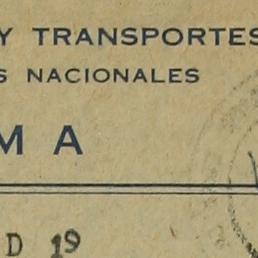 Y TRANSPORTES
S NACIONALES
M A
D 19